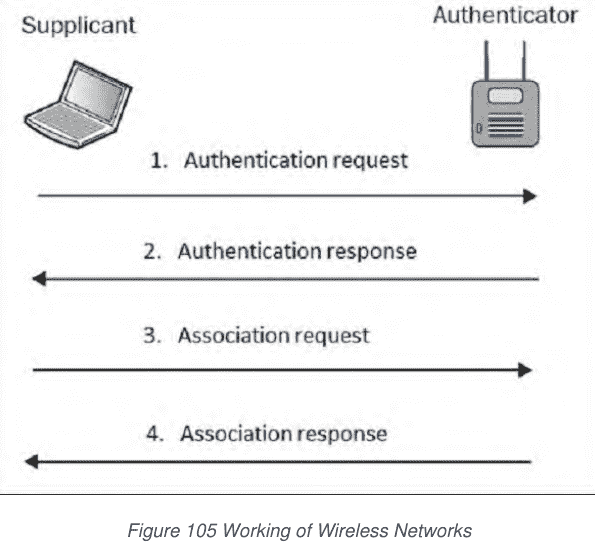 Supplicant
Authenticator
1. Authentication request
2. Authentication response
3. Association request
4. Association response
Figure 105 Working of Wireless Networks